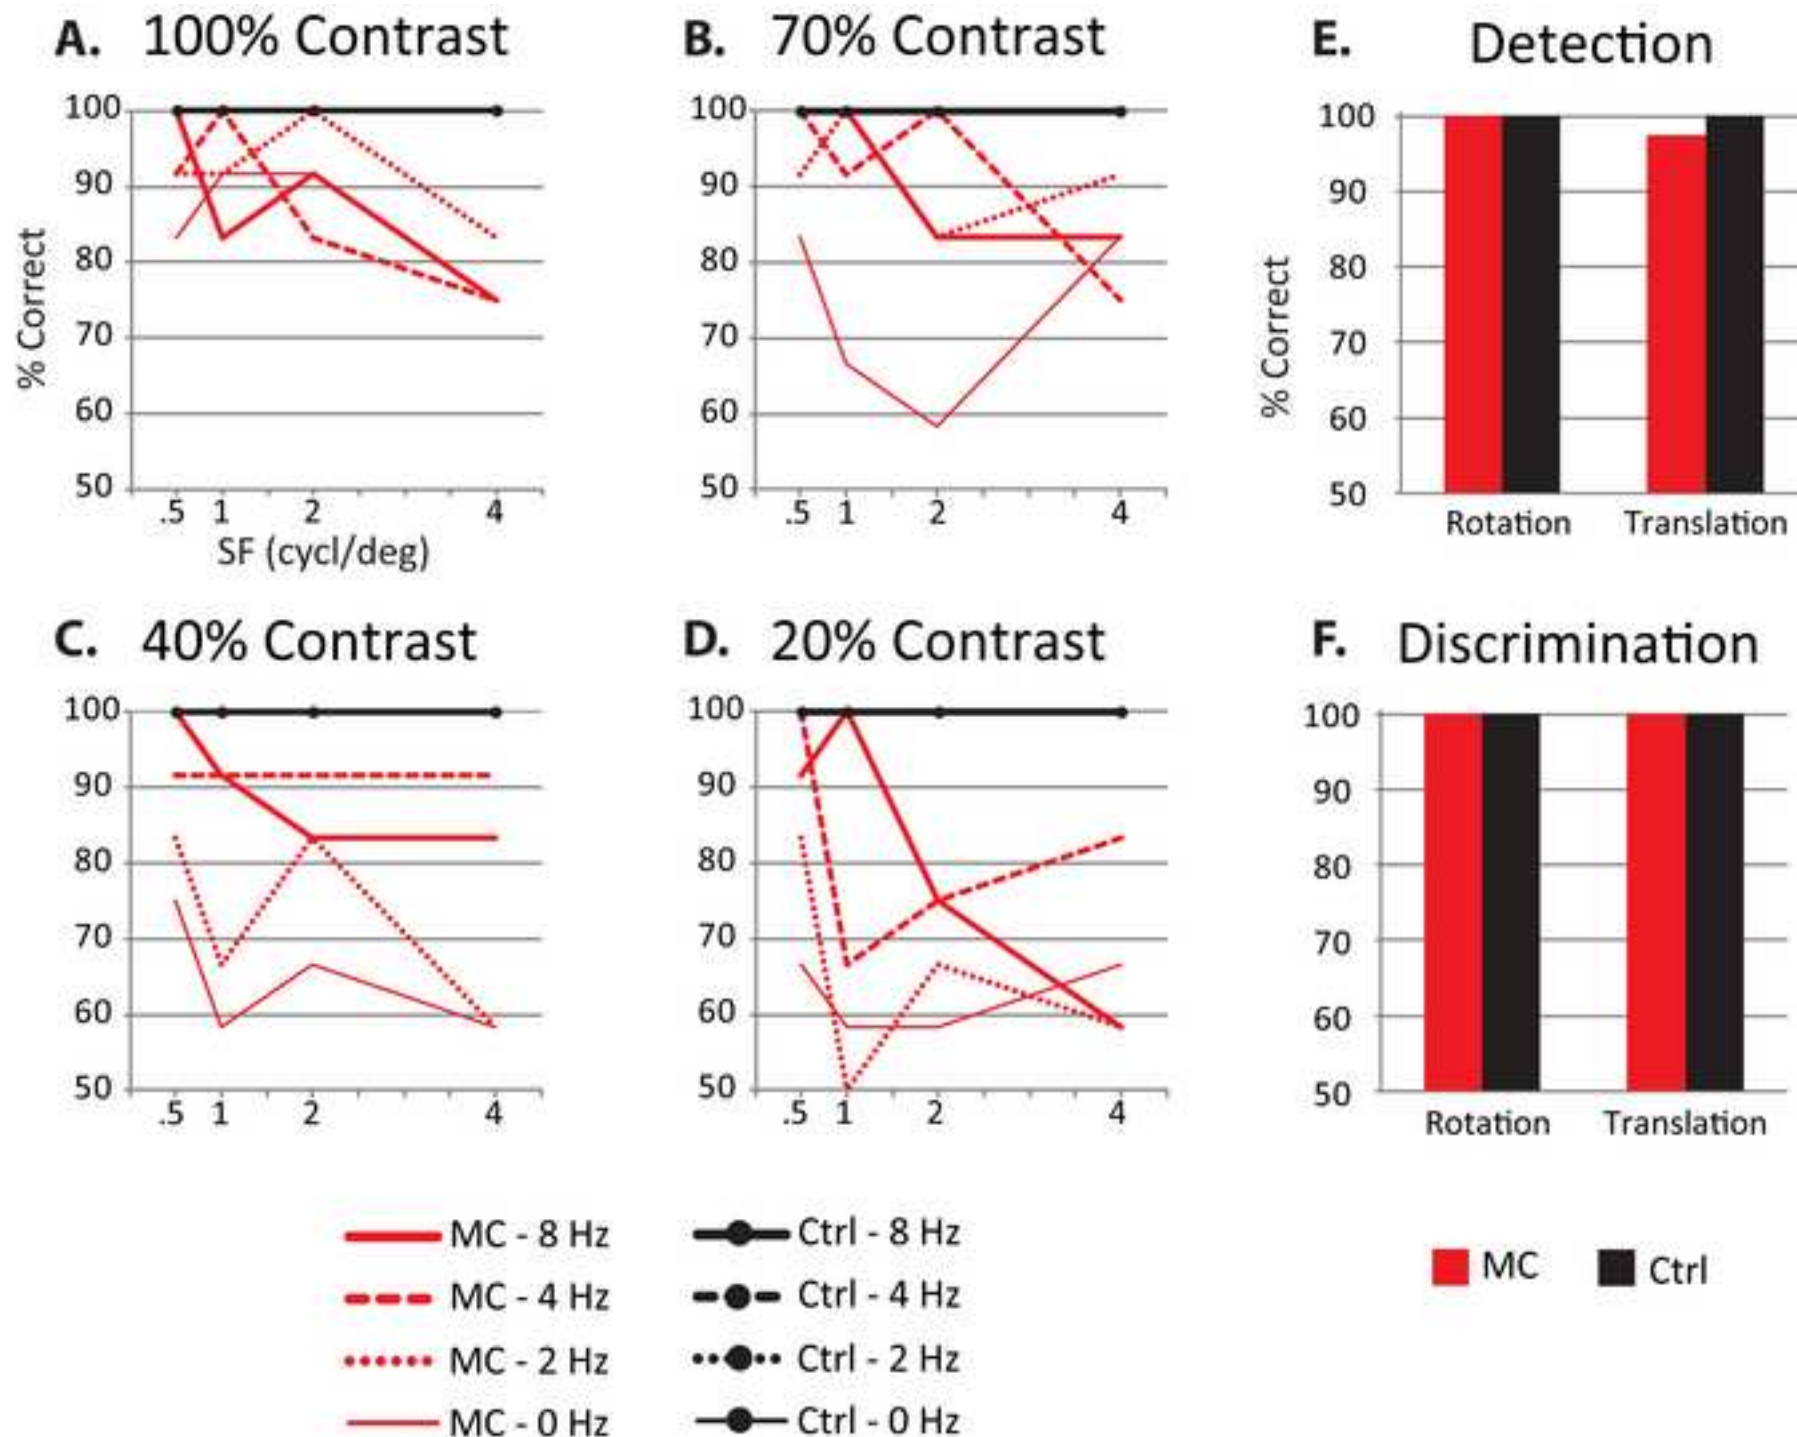 A. 100% Contrast
100
90
80
70
60
50
% Correct
.5 1 2 4
SF (cycl/deg)
B. 70% Contrast
100
90
80
70
60
50
.5 1 2 4
E. Detection
100
90
80
70
60
50
% Correct
Rotation Translation
C. 40% Contrast
100
90
80
70
60
50
.5 1 2 4
D. 20% Contrast
100
90
80
70
60
50
.5 1 2 4
F. Discrimination
100
90
80
70
60
50
Rotation Translation
MC - 8 Hz
MC - 4 Hz
MC - 2 Hz
MC - 0 Hz
Ctrl - 8 Hz
Ctrl - 4 Hz
Ctrl - 2 Hz
Ctrl - 0 Hz
MC Ctrl